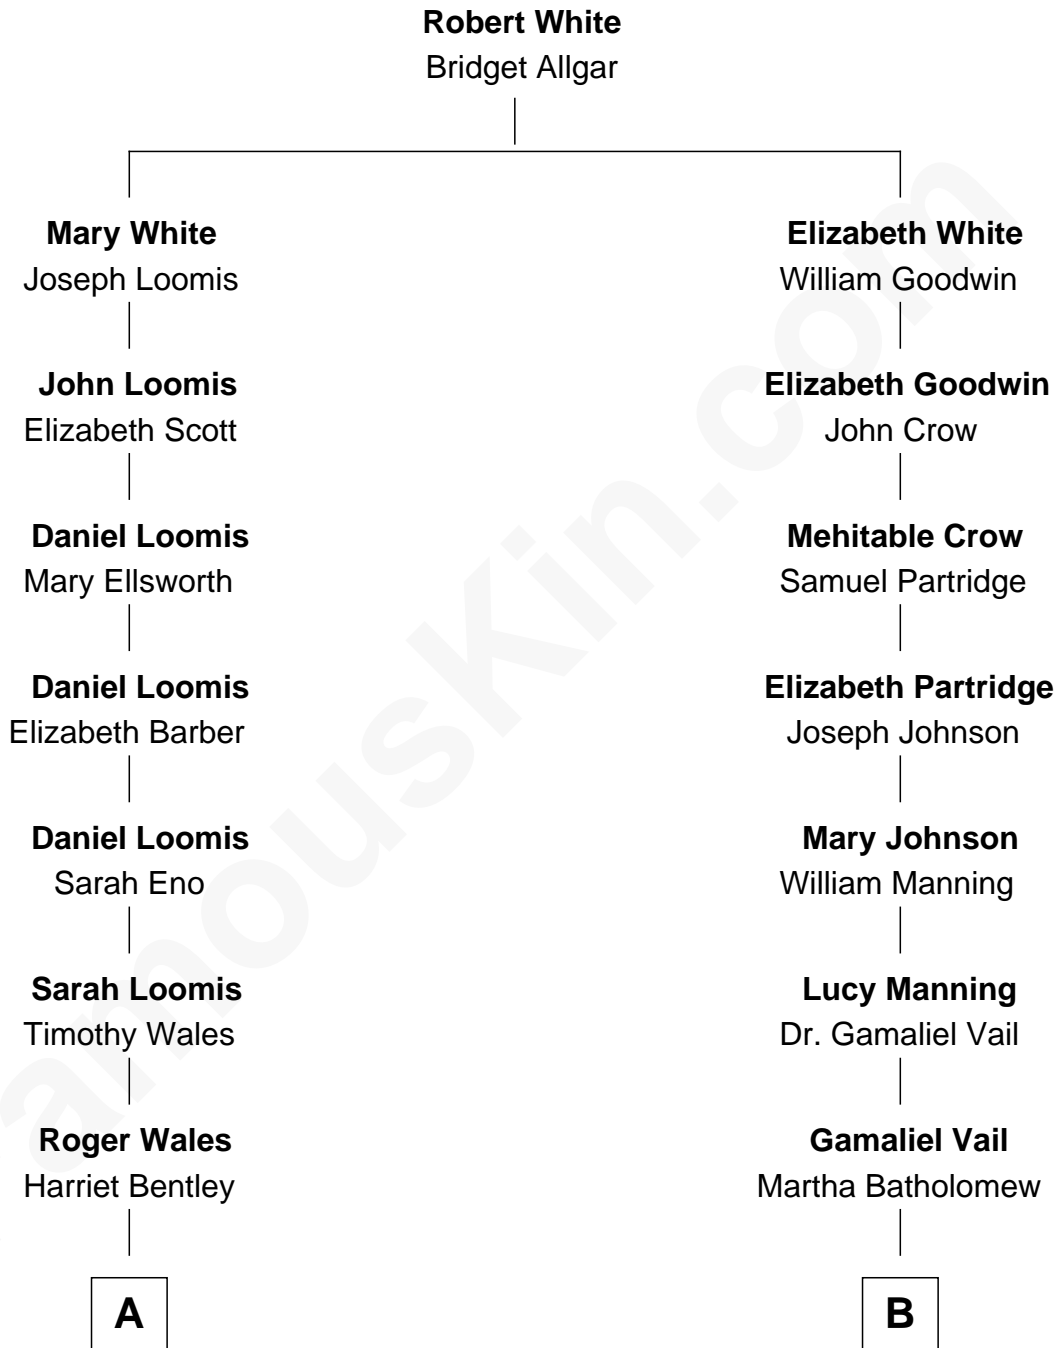 Robert White
Bridget Allgar
Mary White
Joseph Loomis
Elizabeth White
William Goodwin
John Loomis
Elizabeth Scott
Elizabeth Goodwin
John Crow
Daniel Loomis
Mary Ellsworth
Mehitable Crow
Samuel Partridge
Daniel Loomis
Elizabeth Barber
Elizabeth Partridge
Joseph Johnson
Daniel Loomis
Sarah Eno
Mary Johnson
William Manning
Sarah Loomis
Timothy Wales
Lucy Manning
Dr. Gamaliel Vail
Roger Wales
Harriet Bentley
Gamaliel Vail
Martha Batholomew
A
B
amouskin.com